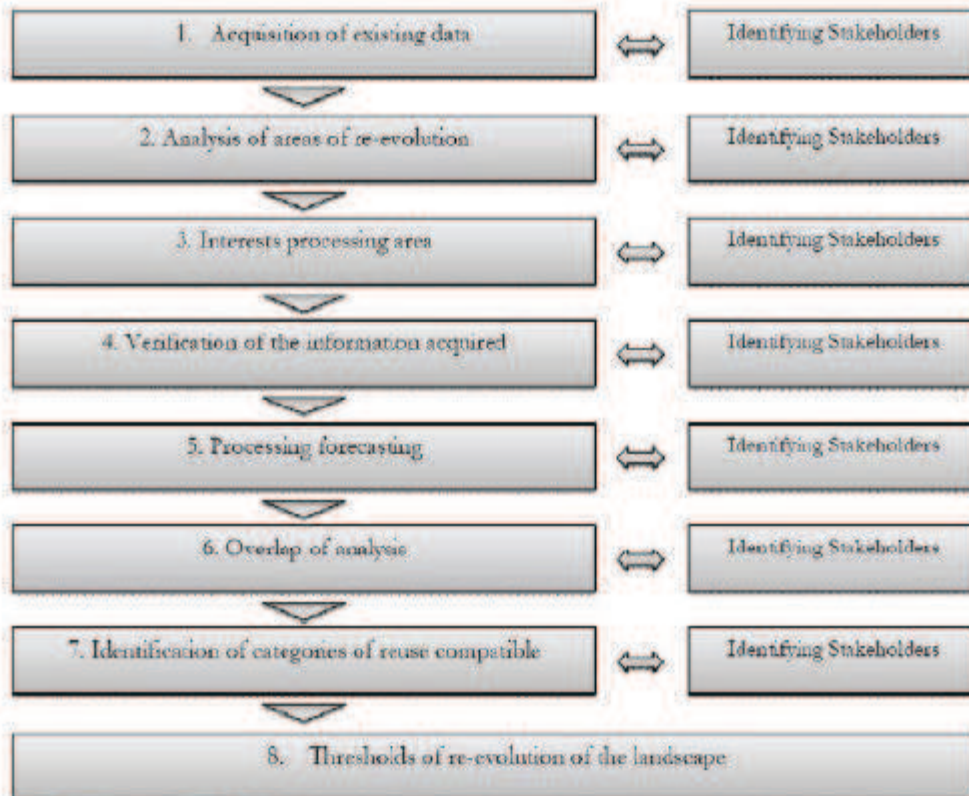 1. Acquisition of existing data
Identifying Stakeholders
2. Analysis of areas of re-evolution
Identifying Stakeholders
3. Interests processing area
Identifying Stakeholders
4. Verification of the information acquired
Identifying Stakeholders
5. Processing forecasting
Identifying Stakeholders
6. Overlap of analysis
Identifying Stakeholders
7. Identification of categories of reuse compatible
Identifying Stakeholders
8. Thresholds of re-evolution of the landscape